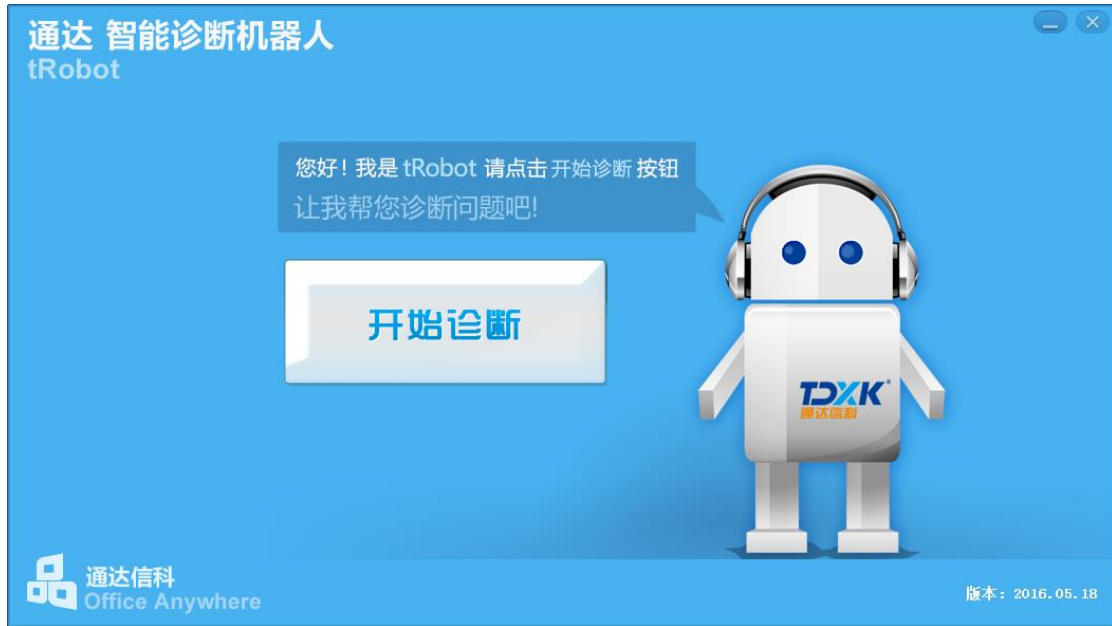 通达 智能诊断机器人
tRobot
您好！我是 tRobot 请点击 开始诊断 按钮
让我帮您诊断问题吧!
开始诊断
TDXK®
通达信科
通达信科
Office Anywhere
版本: 2016.05.18